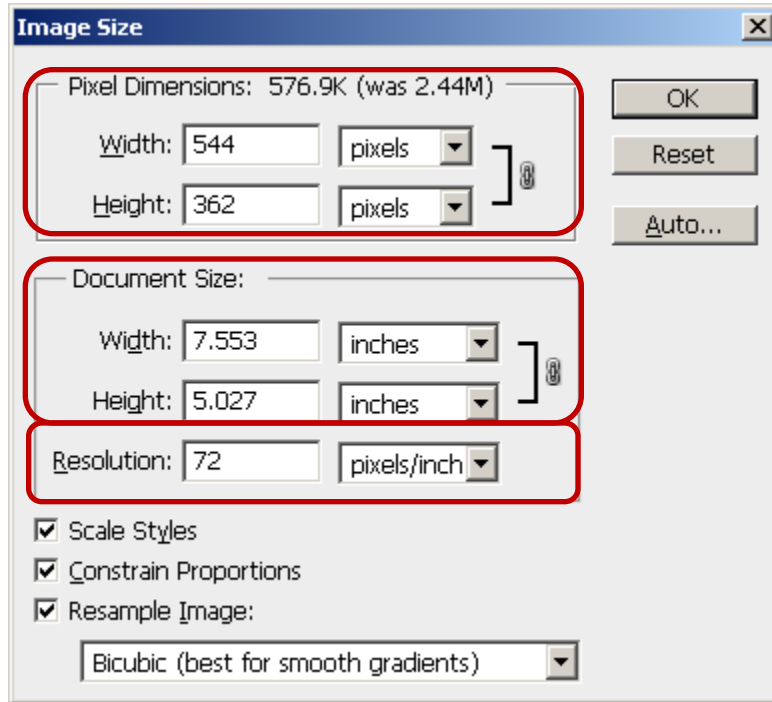 Image Size
Pixel Dimensions: 576.9K (was 2.44M)
OK
Width: 544 pixels
Reset
Height: 362 pixels
Auto...
Document Size:
Width: 7.553 inches
Height: 5.027 inches
Resolution: 72 pixels/inch
Scale Styles
Constrain Proportions
Resample Image:
Bicubic (best for smooth gradients)